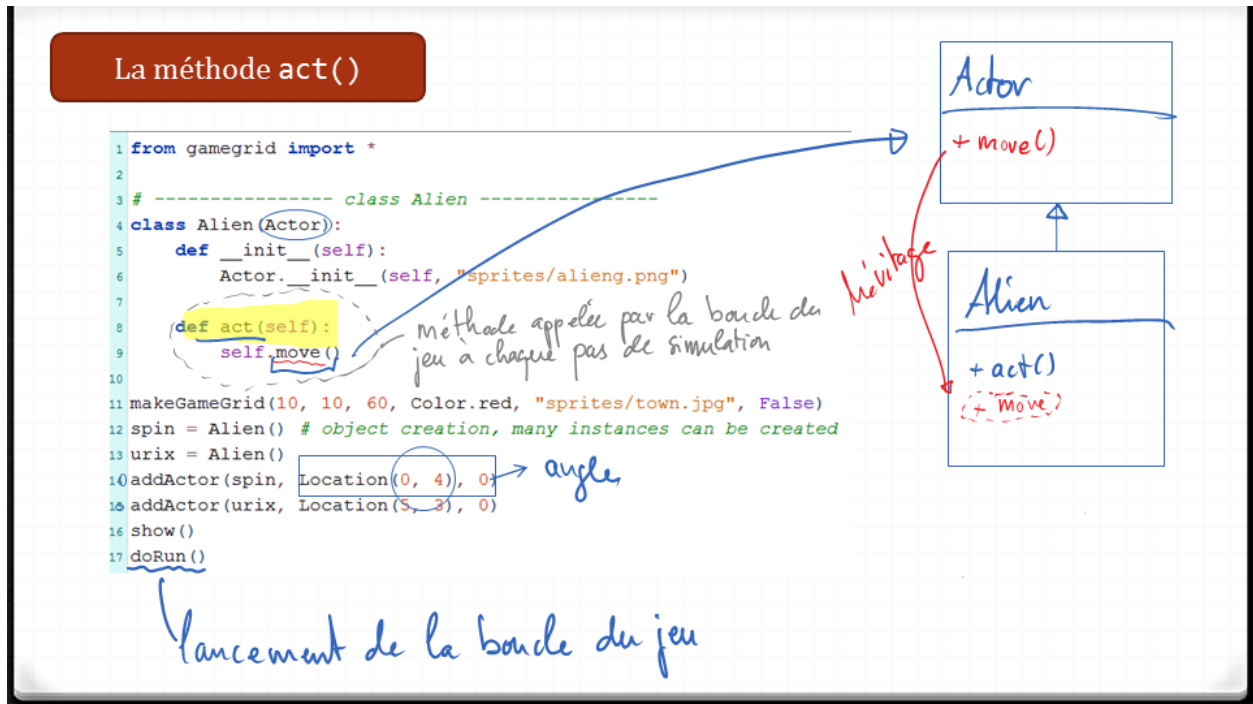 La méthode act()
1 from gamegrid import *
2
3 # ---------------- class Alien ----------------
4 class Alien(Actor):
5     def __init__(self):
6         Actor.__init__(self, "sprites/alieng.png")
7
8     def act(self):
9         self.move()
10
11 makeGameGrid(10, 10, 60, Color.red, "sprites/town.jpg", False)
12 spin = Alien() # object creation, many instances can be created
13 urix = Alien()
14 addActor(spin, Location(0, 4), 0)
15 addActor(urix, Location(5, 3), 0)
16 show()
17 doRun()
méthode appelée par la boucle du
jeu à chaque pas de simulation
angle
lancement de la boucle du jeu
Actor
+ move()
héritage
Alien
+ act()
(+ move)